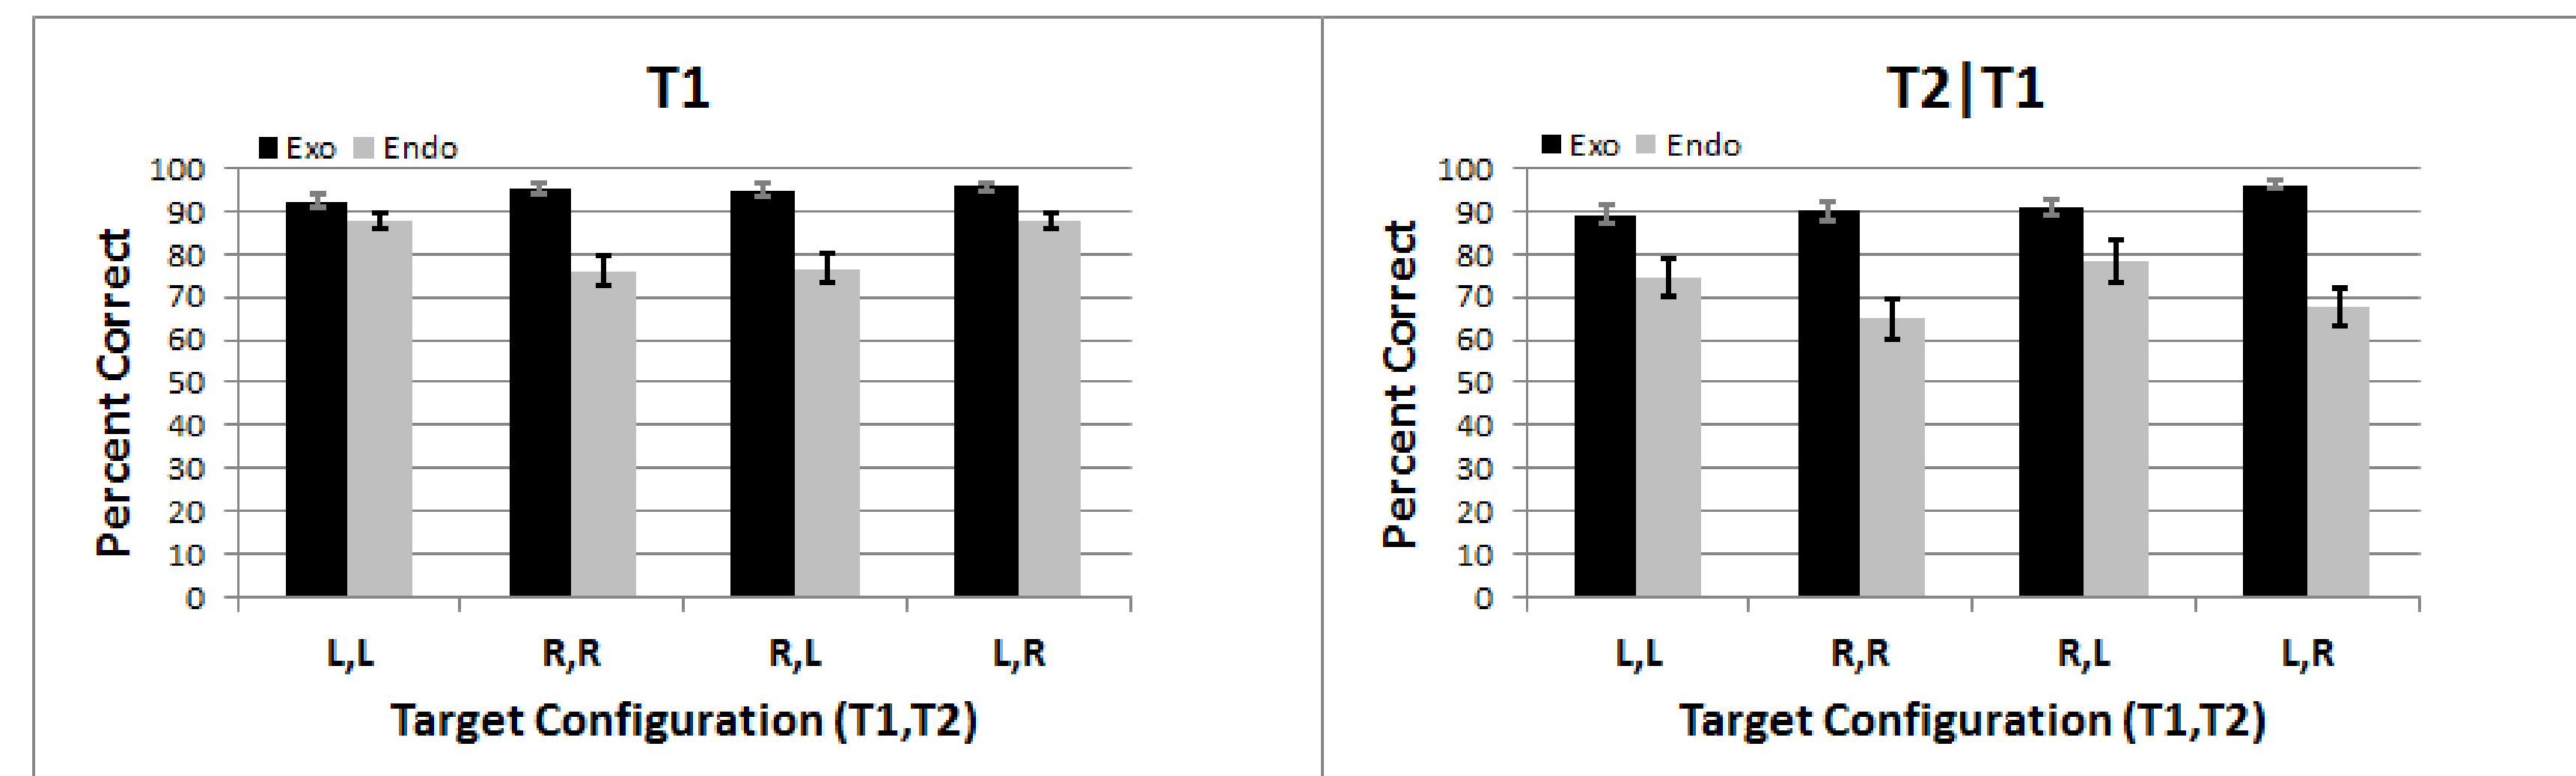 T1
Exo Endo
100
90
80
70
60
50
40
30
20
10
0
Percent Correct
L,L R,R R,L L,R
Target Configuration (T1,T2)
T2|T1
Exo Endo
100
90
80
70
60
50
40
30
20
10
0
Percent Correct
L,L R,R R,L L,R
Target Configuration (T1,T2)